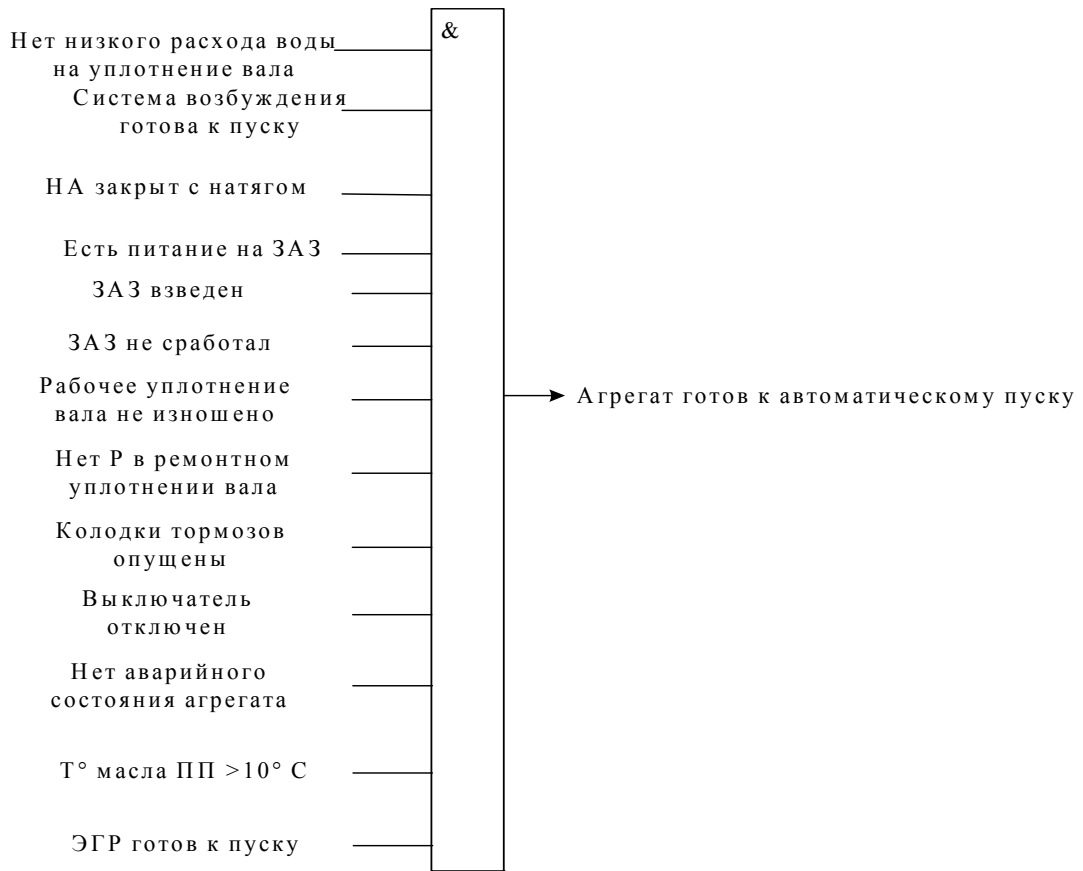 &
Нет низкого расхода воды
на уплотнение вала
Система возбуждения
готова к пуску
НА закрыт с натягом
Есть питание на ЗАЗ
ЗАЗ взведен
ЗАЗ не сработал
Рабочее уплотнение
вала не изношено
Агрегат готов к автоматическому пуску
Нет Р в ремонтном
уплотнении вала
Колодки тормозов
опущены
Выключатель
отключен
Нет аварийного
состояния агрегата
Т° масла ПП >10° С
ЭГР готов к пуску